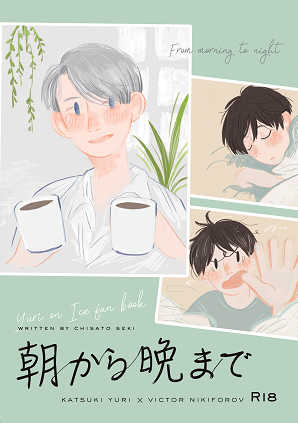 From morning to night
Yuri on Ice fan book
WRITTEN BY CHISATO SEKI
朝から晩まで
KATSUKI YURI X VICTOR NIKIFOROV R18